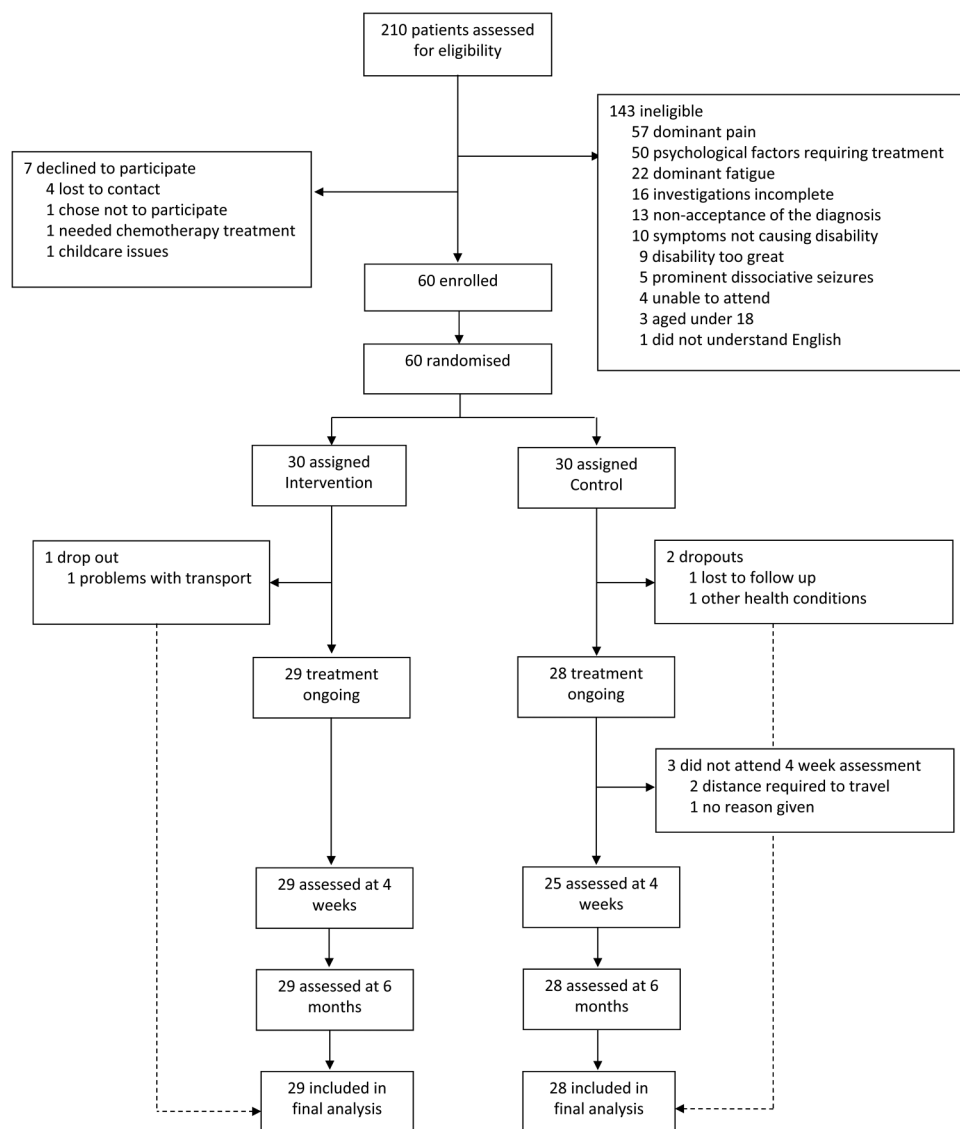 210 patients assessed
for eligibility
143 ineligible
57 dominant pain
50 psychological factors requiring treatment
22 dominant fatigue
16 investigations incomplete
13 non-acceptance of the diagnosis
10 symptoms not causing disability
9 disability too great
5 prominent dissociative seizures
4 unable to attend
3 aged under 18
1 did not understand English
7 declined to participate
4 lost to contact
1 chose not to participate
1 needed chemotherapy treatment
1 childcare issues
60 enrolled
60 randomised
30 assigned
Intervention
30 assigned
Control
1 drop out
1 problems with transport
2 dropouts
1 lost to follow up
1 other health conditions
29 treatment
ongoing
28 treatment
ongoing
3 did not attend 4 week assessment
2 distance required to travel
1 no reason given
29 assessed at 4
weeks
25 assessed at 4
weeks
29 assessed at 6
months
28 assessed at 6
months
29 included in
final analysis
28 included in
final analysis